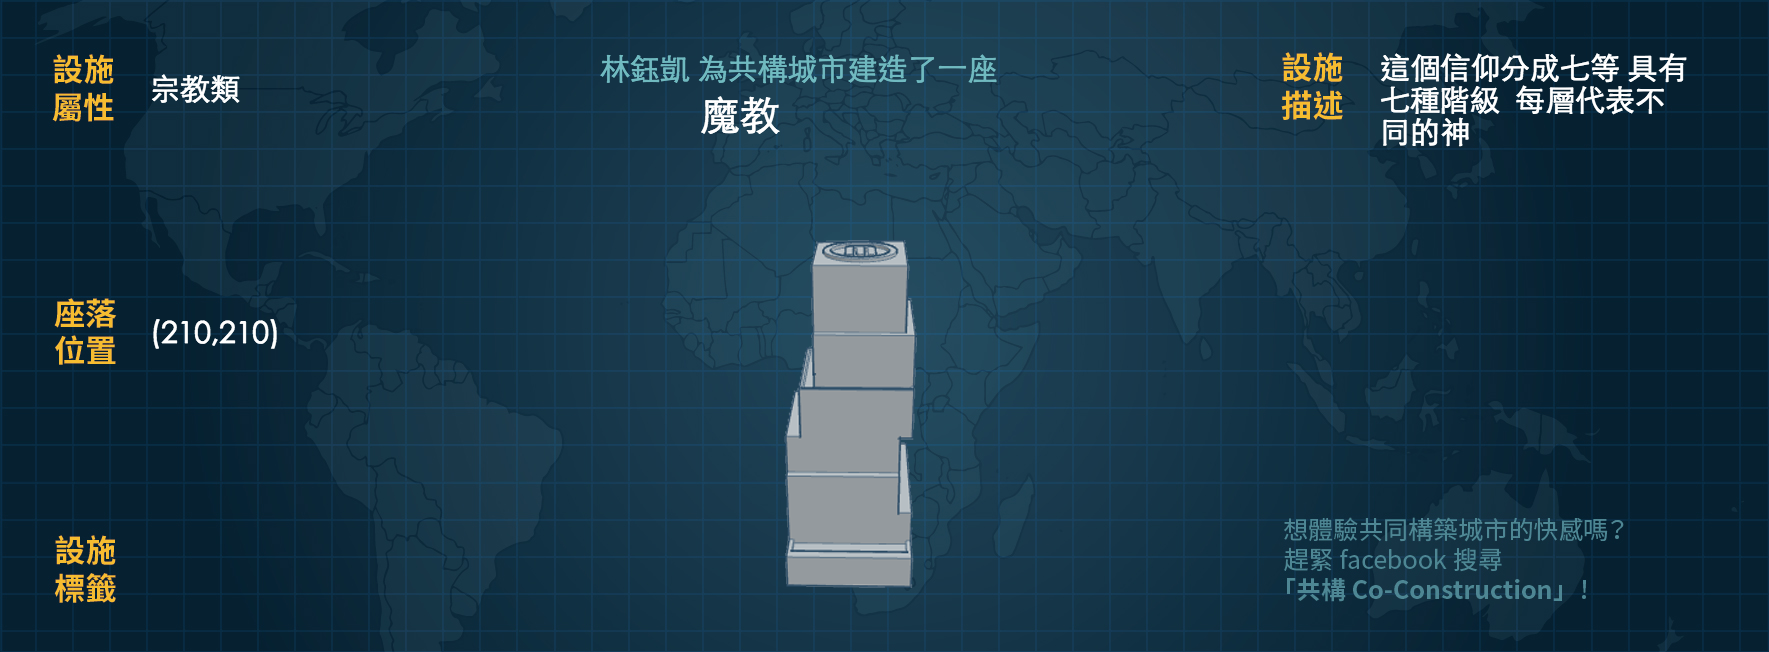 設施
屬性
宗教類
林鈺凱 為共構城市建造了一座
魔教
設施
描述
這個信仰分成七等 具有
七種階級 每層代表不
同的神
座落
位置
(210,210)
設施
標籤
想體驗共同構築城市的快感嗎？
趕緊 facebook 搜尋
「共構 Co-Construction」！